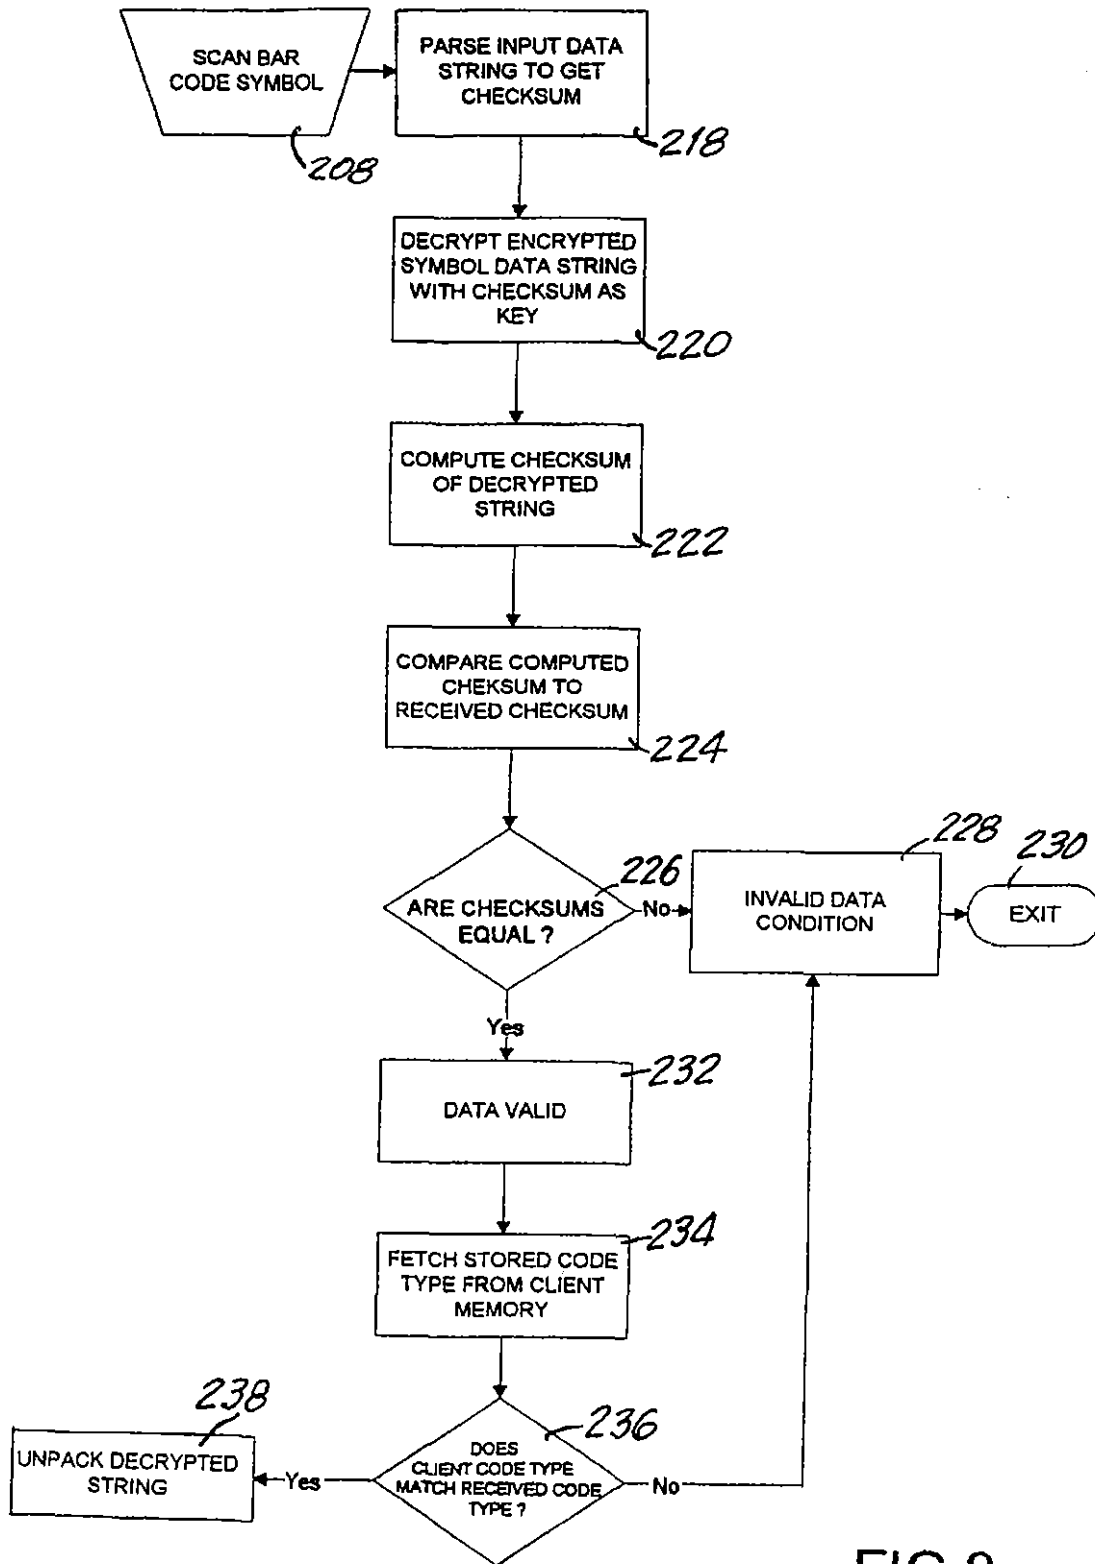 SCAN BAR
CODE SYMBOL
208
PARSE INPUT DATA
STRING TO GET
CHECKSUM
218
DECRYPT ENCRYPTED
SYMBOL DATA STRING
WITH CHECKSUM AS
KEY
220
COMPUTE CHECKSUM
OF DECRYPTED
STRING
222
COMPARE COMPUTED
CHEKSUM TO
RECEIVED CHECKSUM
224
ARE CHECKSUMS
EQUAL ?
226
No
INVALID DATA
CONDITION
228
EXIT
230
Yes
DATA VALID
232
FETCH STORED CODE
TYPE FROM CLIENT
MEMORY
234
DOES
CLIENT CODE TYPE
MATCH RECEIVED CODE
TYPE ?
236
No
Yes
UNPACK DECRYPTED
STRING
238